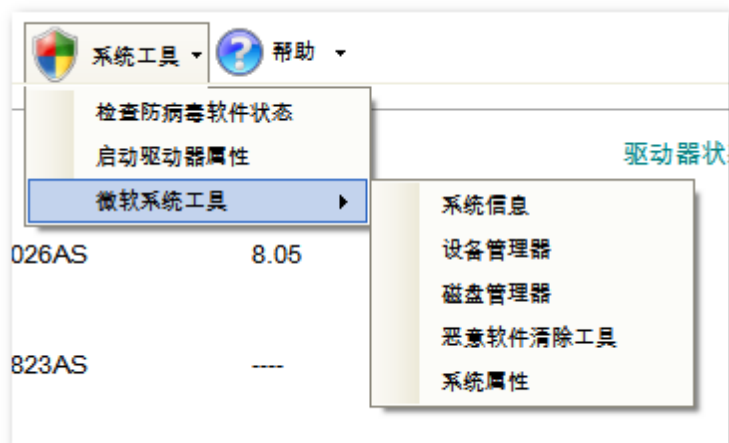 系统工具 帮助
检查防病毒软件状态
启动驱动器属性
驱动器状
微软系统工具
系统信息
026AS 8.05
设备管理器
磁盘管理器
恶意软件清除工具
823AS ----
系统属性